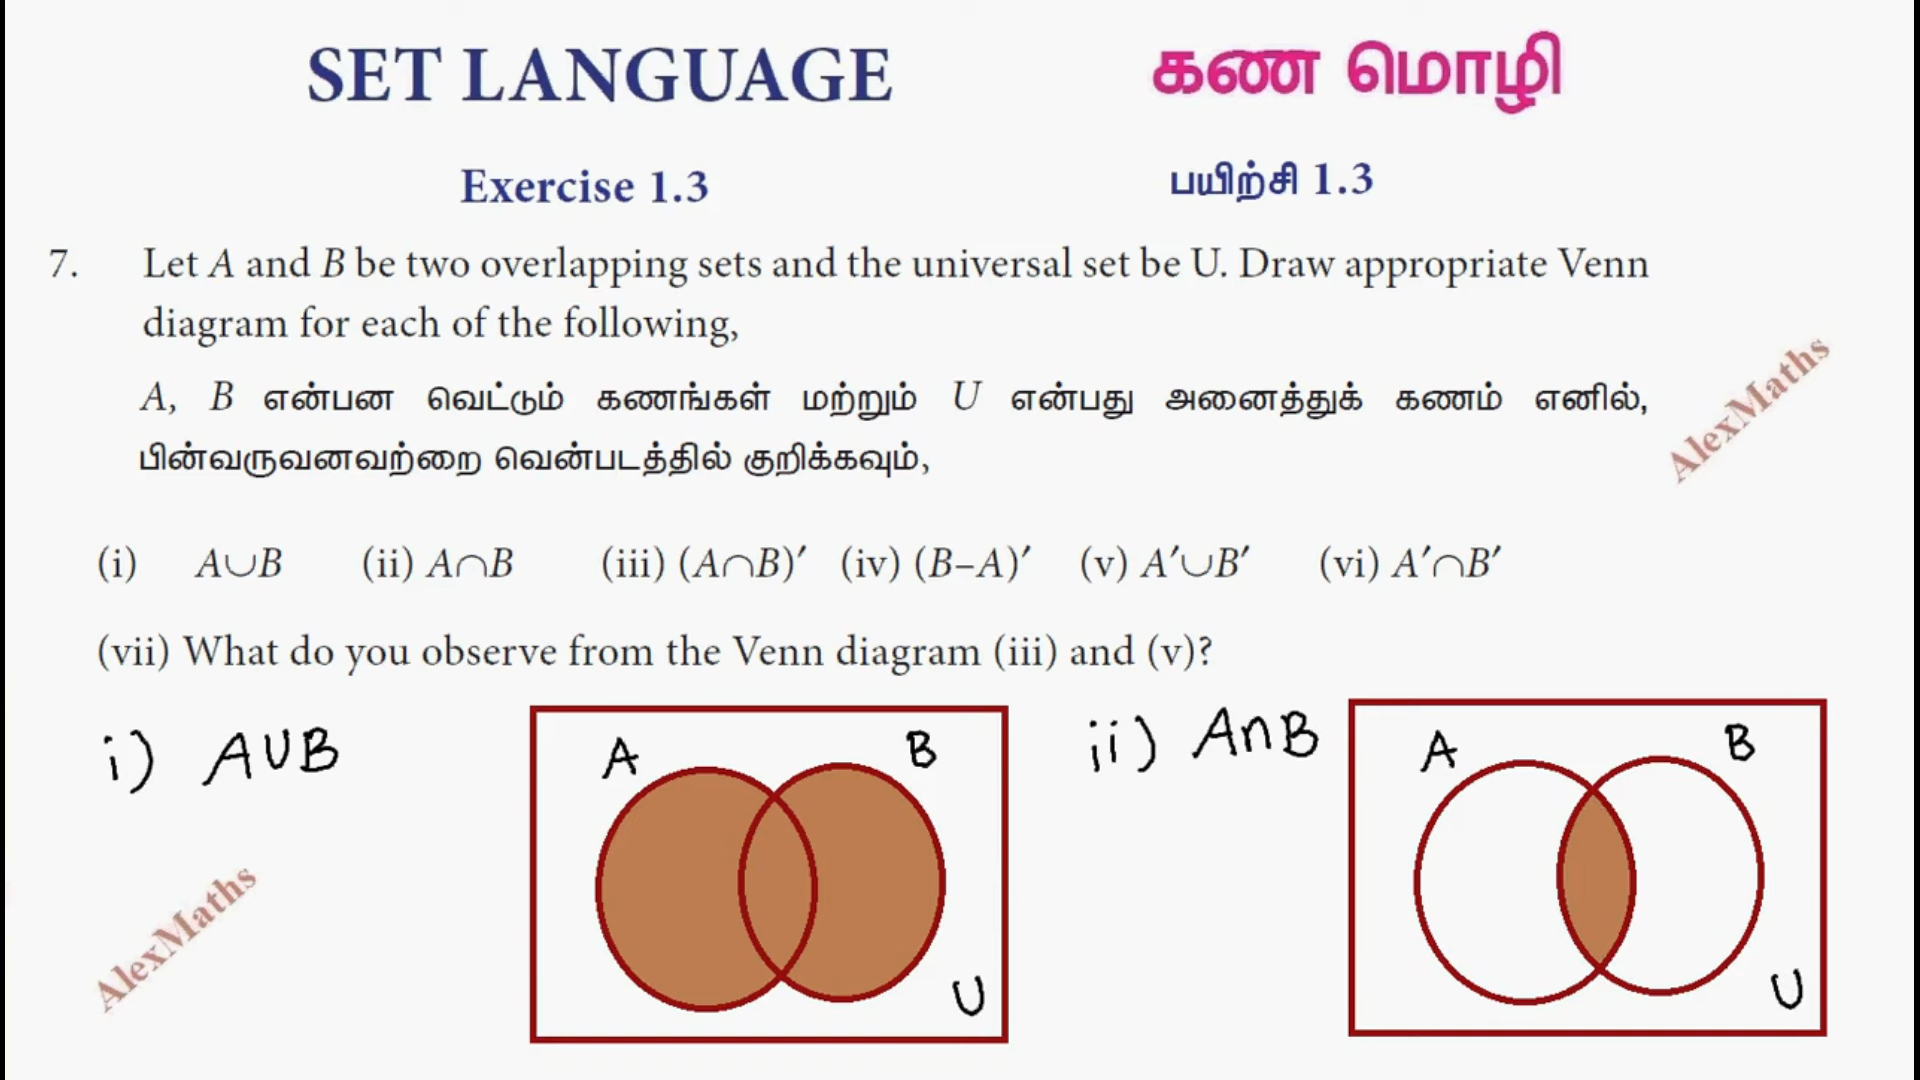 SET LANGUAGE
கண மொழி
Exercise 1.3
பயிற்சி 1.3
7. Let A and B be two overlapping sets and the universal set be U. Draw appropriate Venn
diagram for each of the following,
A, B என்பன வெட்டும் கணங்கள் மற்றும் U என்பது அனைத்துக் கணம் எனில்,
பின்வருவனவற்றை வென்படத்தில் குறிக்கவும்,
AlexMaths
(i) A∪B (ii) A∩B (iii) (A∩B)′ (iv) (B–A)′ (v) A′∪B′ (vi) A′∩B′
(vii) What do you observe from the Venn diagram (iii) and (v)?
i) A∪B
A B
U
ii) A∩B
A B
U
AlexMaths